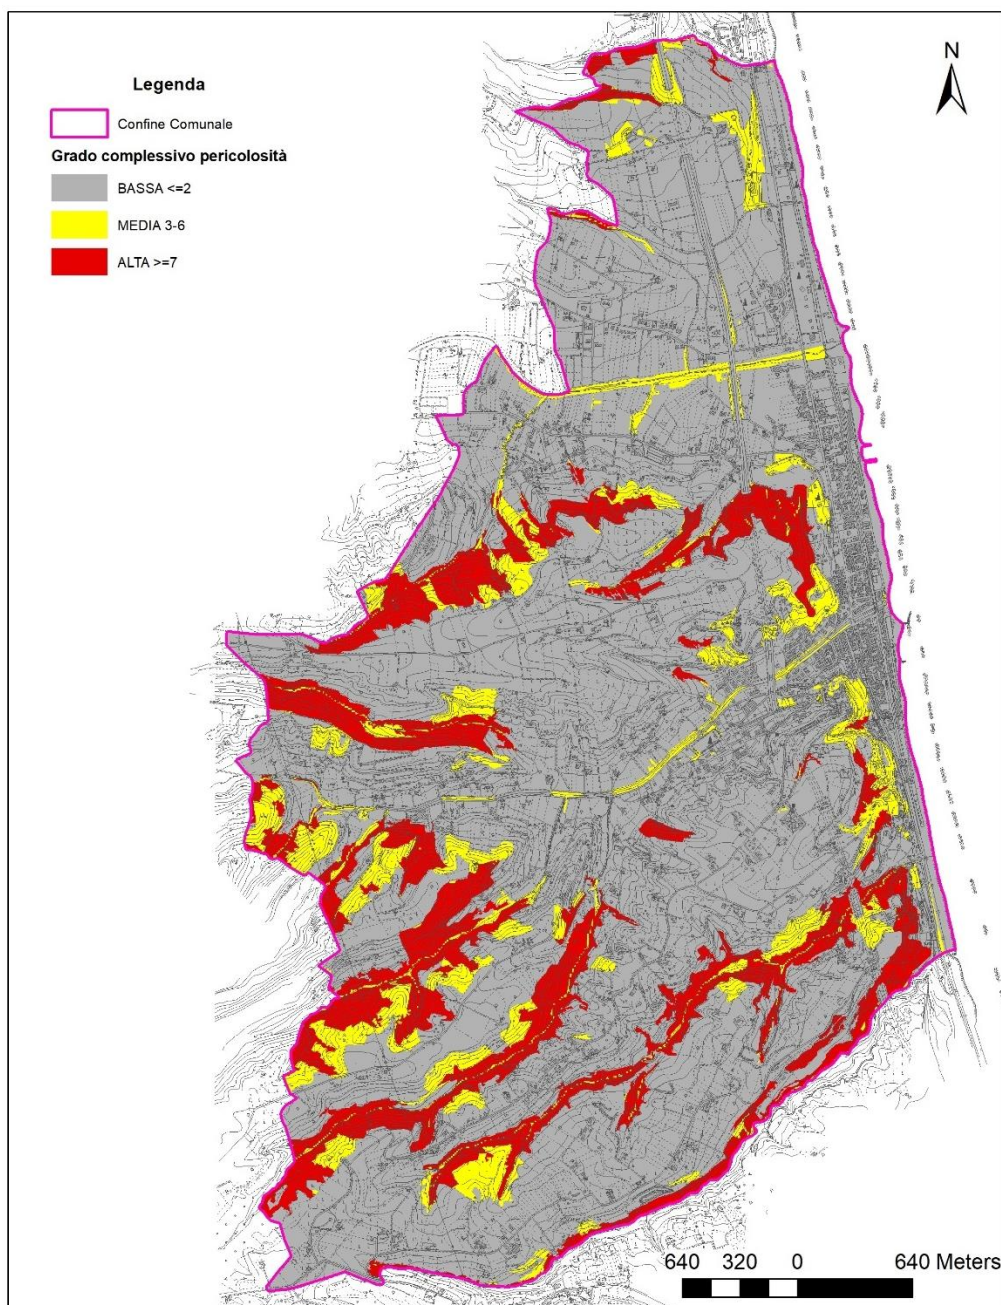 N
Legenda
Confine Comunale
Grado complessivo pericolosità
BASSA <=2
MEDIA 3-6
ALTA >=7
640 320 0 640 Meters